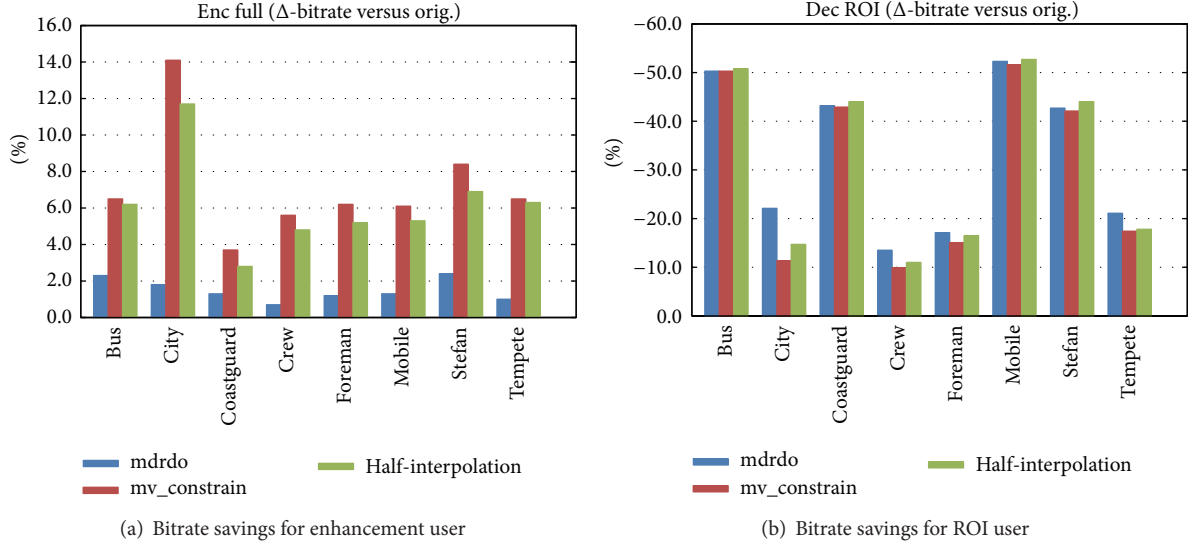 Enc full (Δ-bitrate versus orig.)
16.0
14.0
12.0
10.0
8.0
6.0
4.0
2.0
0.0
(%)
Bus
City
Coastguard
Crew
Foreman
Mobile
Stefan
Tempete
mdrdo
mv_constrain
Half-interpolation
(a) Bitrate savings for enhancement user
Dec ROI (Δ-bitrate versus orig.)
−60.0
−50.0
−40.0
−30.0
−20.0
−10.0
0.0
(%)
Bus
City
Coastguard
Crew
Foreman
Mobile
Stefan
Tempete
mdrdo
mv_constrain
Half-interpolation
(b) Bitrate savings for ROI user